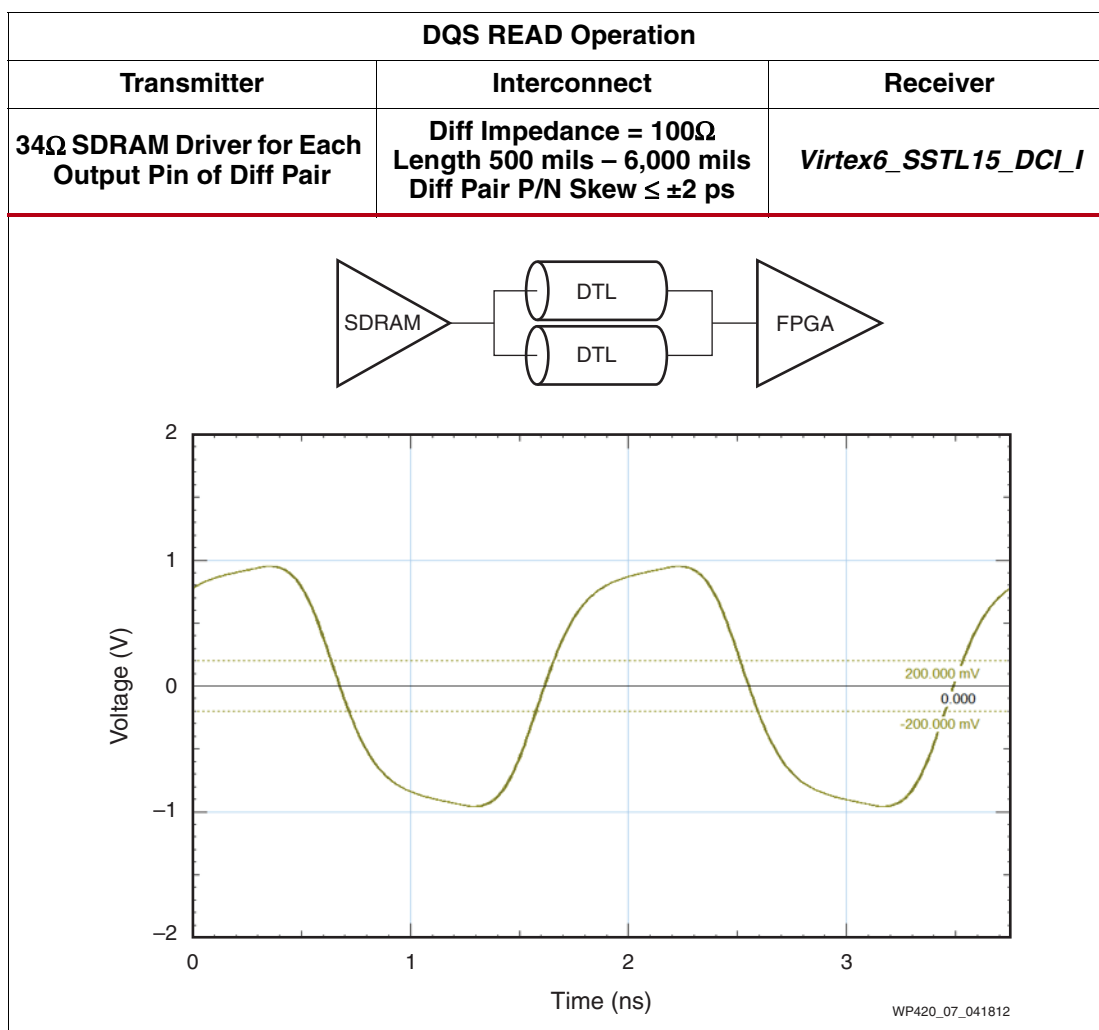 DQS READ Operation
Transmitter
Interconnect
Receiver
34Ω SDRAM Driver for Each
Output Pin of Diff Pair
Diff Impedance = 100Ω
Length 500 mils – 6,000 mils
Diff Pair P/N Skew ≤ ±2 ps
Virtex6_SSTL15_DCI_I
SDRAM
DTL
DTL
FPGA
2
1
0
–1
–2
Voltage (V)
200.000 mV
0.000
-200.000 mV
0
1
2
3
Time (ns)
WP420_07_041812